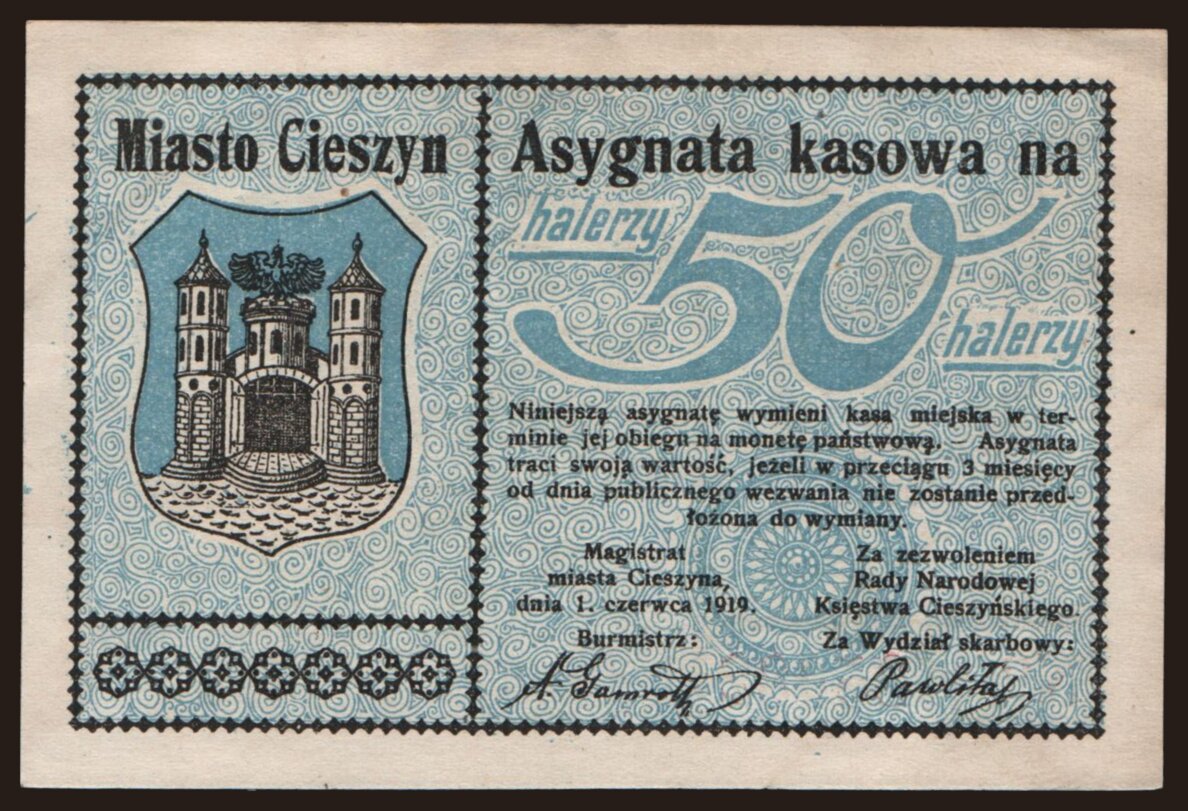 Miasto Cieszyn
Asygnata kasowa na
halerzy
50
halerzy
Niniejszą asygnatę wymieni kasa miejska w ter-
minie jej obiegu na monetę państwową. Asygnata
traci swoją wartość, jeżeli w przeciągu 3 miesięcy
od dnia publicznego wezwania nie zostanie przed-
łożona do wymiany.
Magistrat
miasta Cieszyna,
dnia 1. czerwca 1919.
Burmistrz:
A. Gamroth
Za zezwoleniem
Rady Narodowej
Księstwa Cieszyńskiego.
Za Wydział skarbowy: